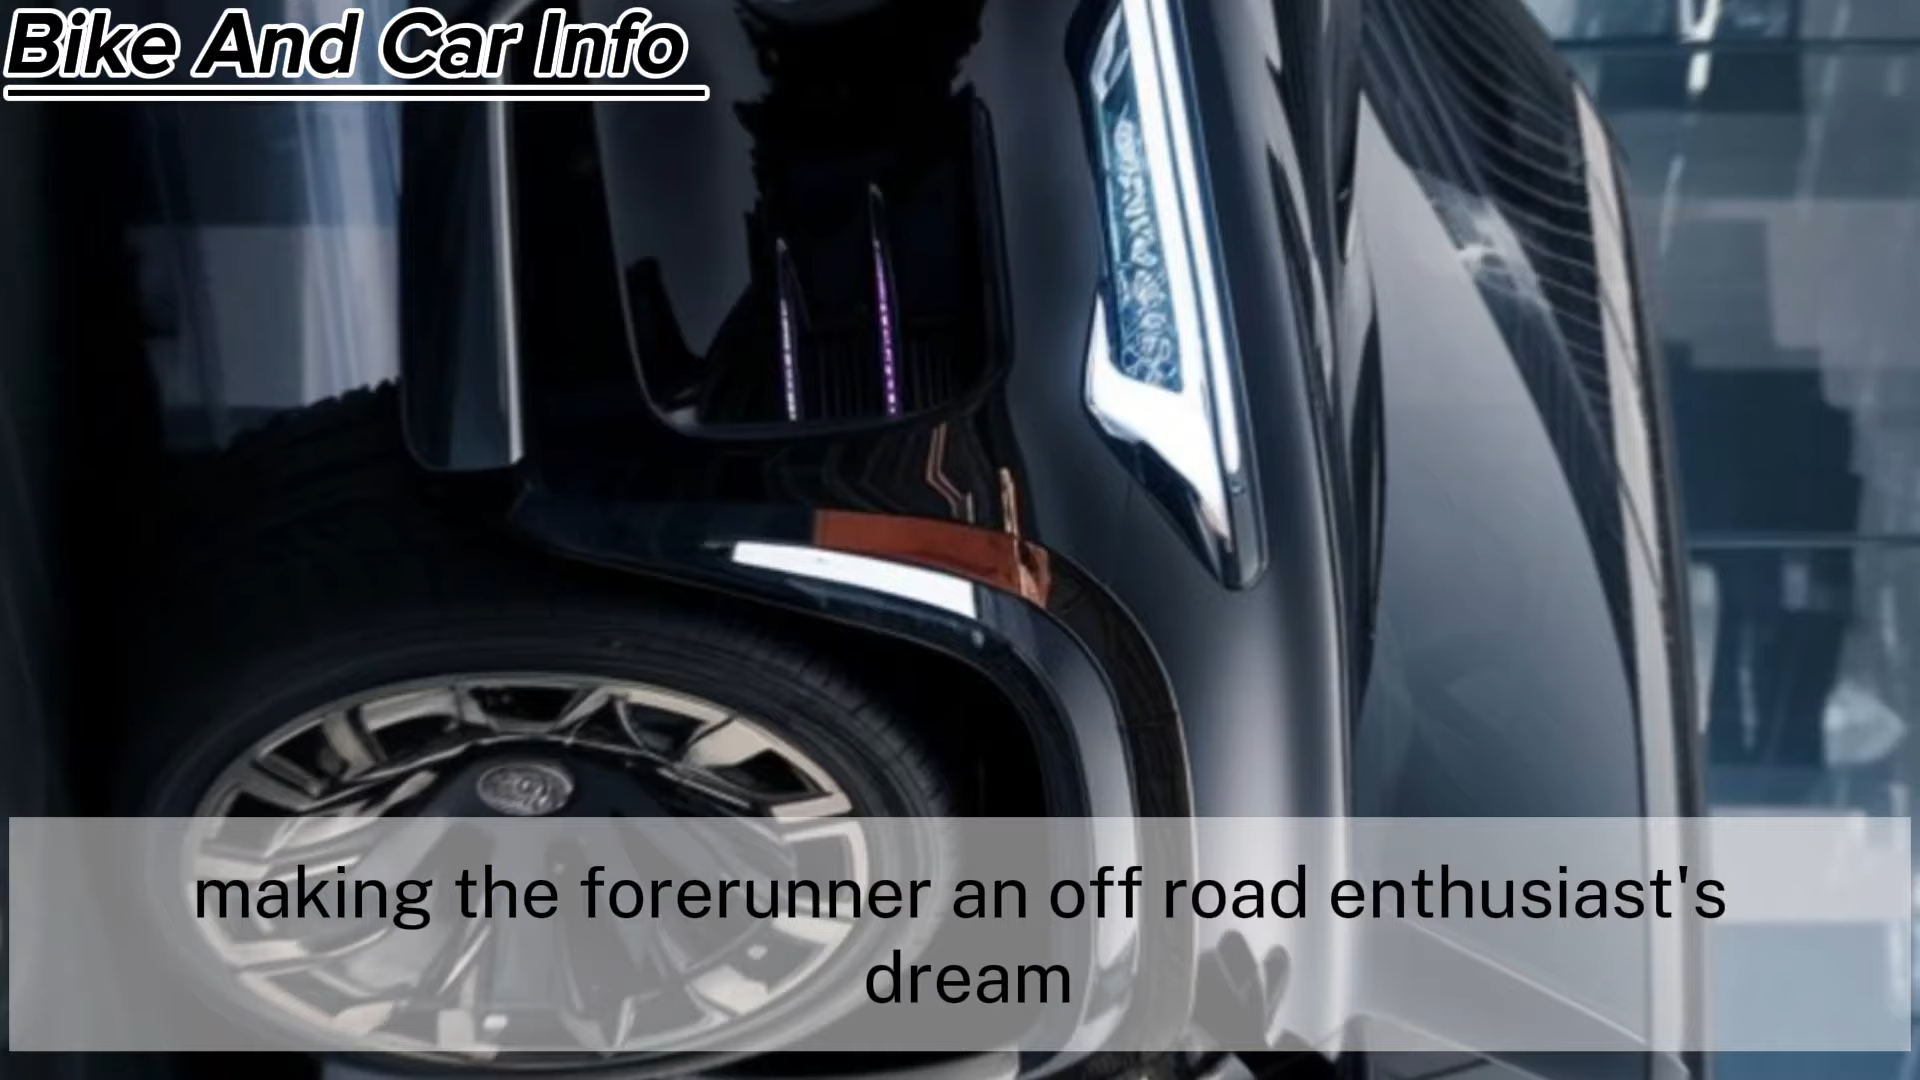 Bike And Car Info
making the forerunner an off road enthusiast's
dream